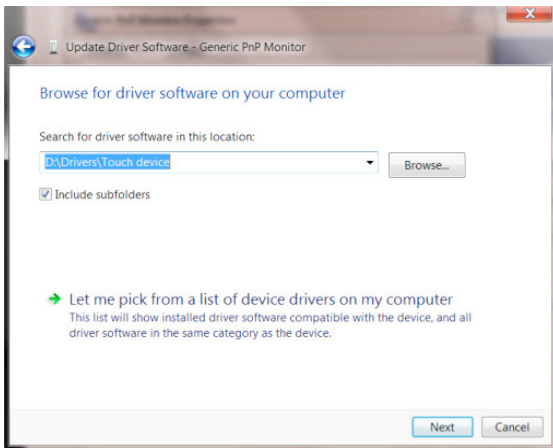 Update Driver Software - Generic PnP Monitor
Browse for driver software on your computer
Search for driver software in this location:
D:\Drivers\Touch device
Browse...
Include subfolders
Let me pick from a list of device drivers on my computer
This list will show installed driver software compatible with the device, and all
driver software in the same category as the device.
Next
Cancel